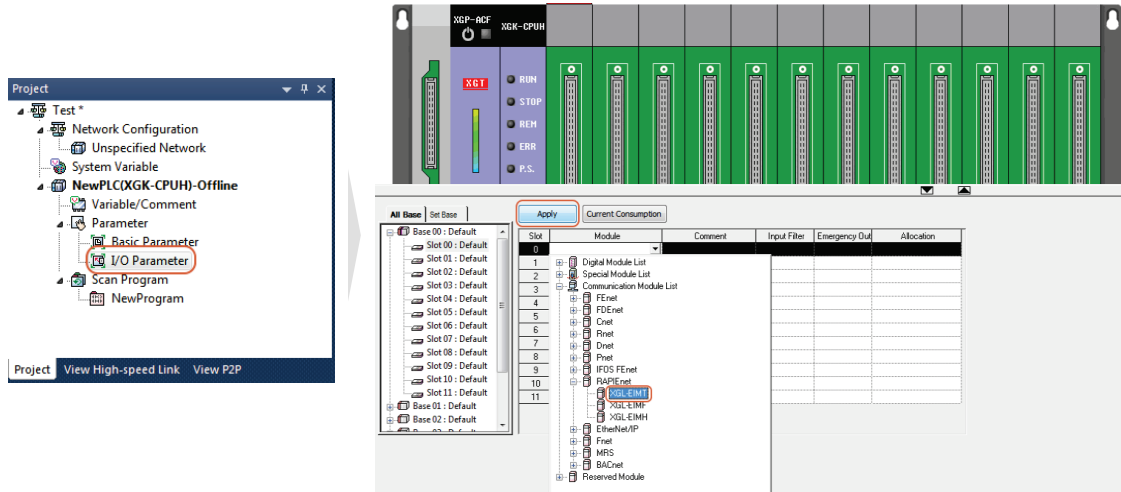 Project
Test *
Network Configuration
Unspecified Network
System Variable
NewPLC(XGK-CPUH)-Offline
Variable/Comment
Parameter
Basic Parameter
I/O Parameter
Scan Program
NewProgram
Project View High-speed Link View P2P
XGP-ACF XGK-CPUH
XGT
RUN
STOP
REM
ERR
P.S.
All Base Set Base
Apply Current Consumption
Base 00 : Default
Slot 00 : Default
Slot 01 : Default
Slot 02 : Default
Slot 03 : Default
Slot 04 : Default
Slot 05 : Default
Slot 06 : Default
Slot 07 : Default
Slot 08 : Default
Slot 09 : Default
Slot 10 : Default
Slot 11 : Default
Base 01 : Default
Base 02 : Default
Slot Module Comment Input Filter Emergency Out Allocation
0
1
2
3
4
5
6
7
8
9
10
11
Digital Module List
Special Module List
Communication Module List
FEnet
FDEnet
Cnet
Rnet
Dnet
Pnet
IFOS FEnet
RAPIEnet
XGL-EIMT
XGL-EIMF
XGL-EIMH
EtherNet/IP
Fnet
MRS
BACnet
Reserved Module